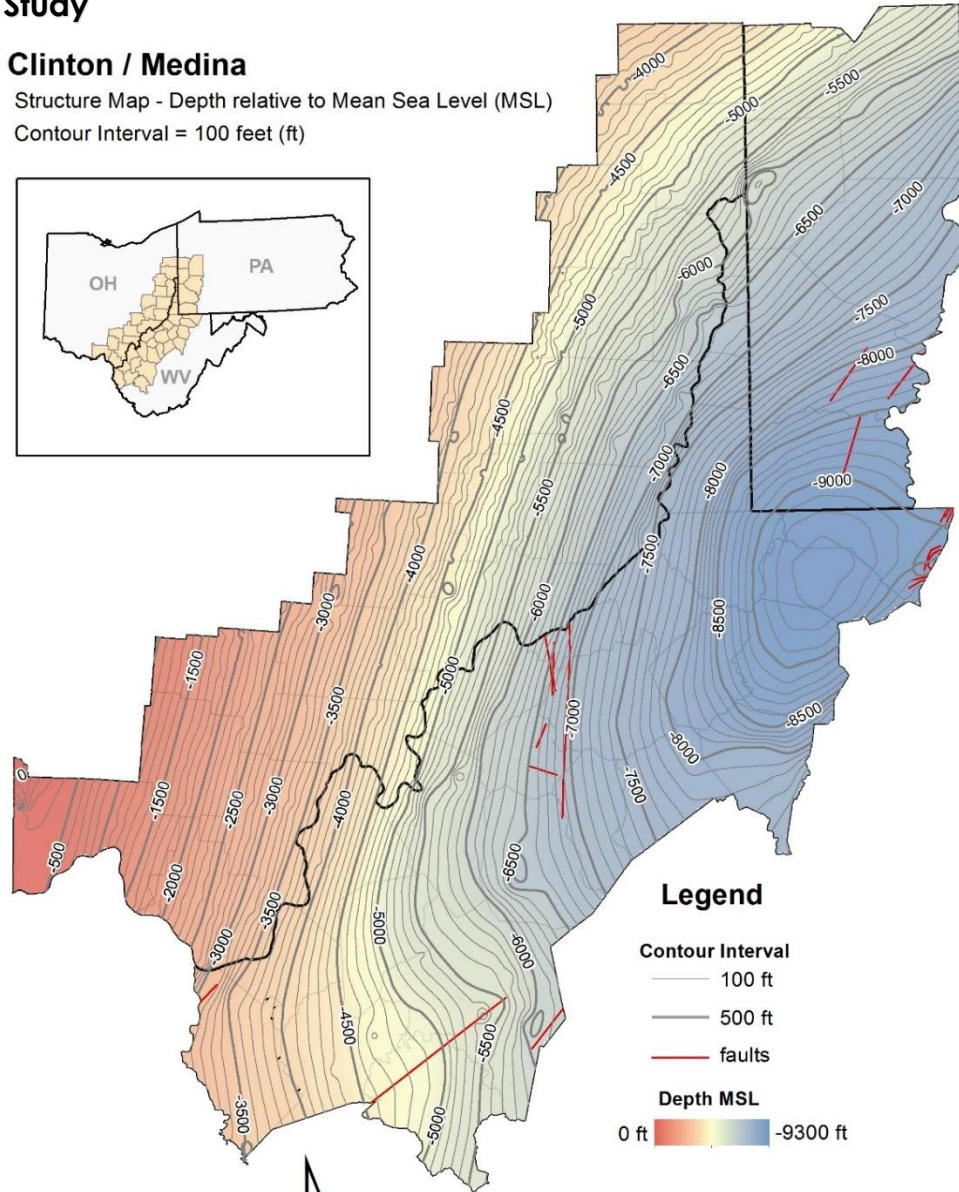 Study
Clinton / Medina
Structure Map - Depth relative to Mean Sea Level (MSL)
Contour Interval = 100 feet (ft)
OH
PA
WV
-4000
-5500
-5000
-4500
-7000
-6500
-6000
-5000
-7500
-8000
-6500
-4500
-7000
-8000
-9000
-5500
-7500
-4000
-6000
-8500
-3000
-5000
-1500
-3500
-7000
-8500
-8000
-7500
0
-1500
-2500
-3000
-4000
-500
-2000
-6500
-3500
-5000
-3000
-6000
-4500
-5500
-3500
-5000
Legend
Contour Interval
100 ft
500 ft
faults
Depth MSL
0 ft
-9300 ft